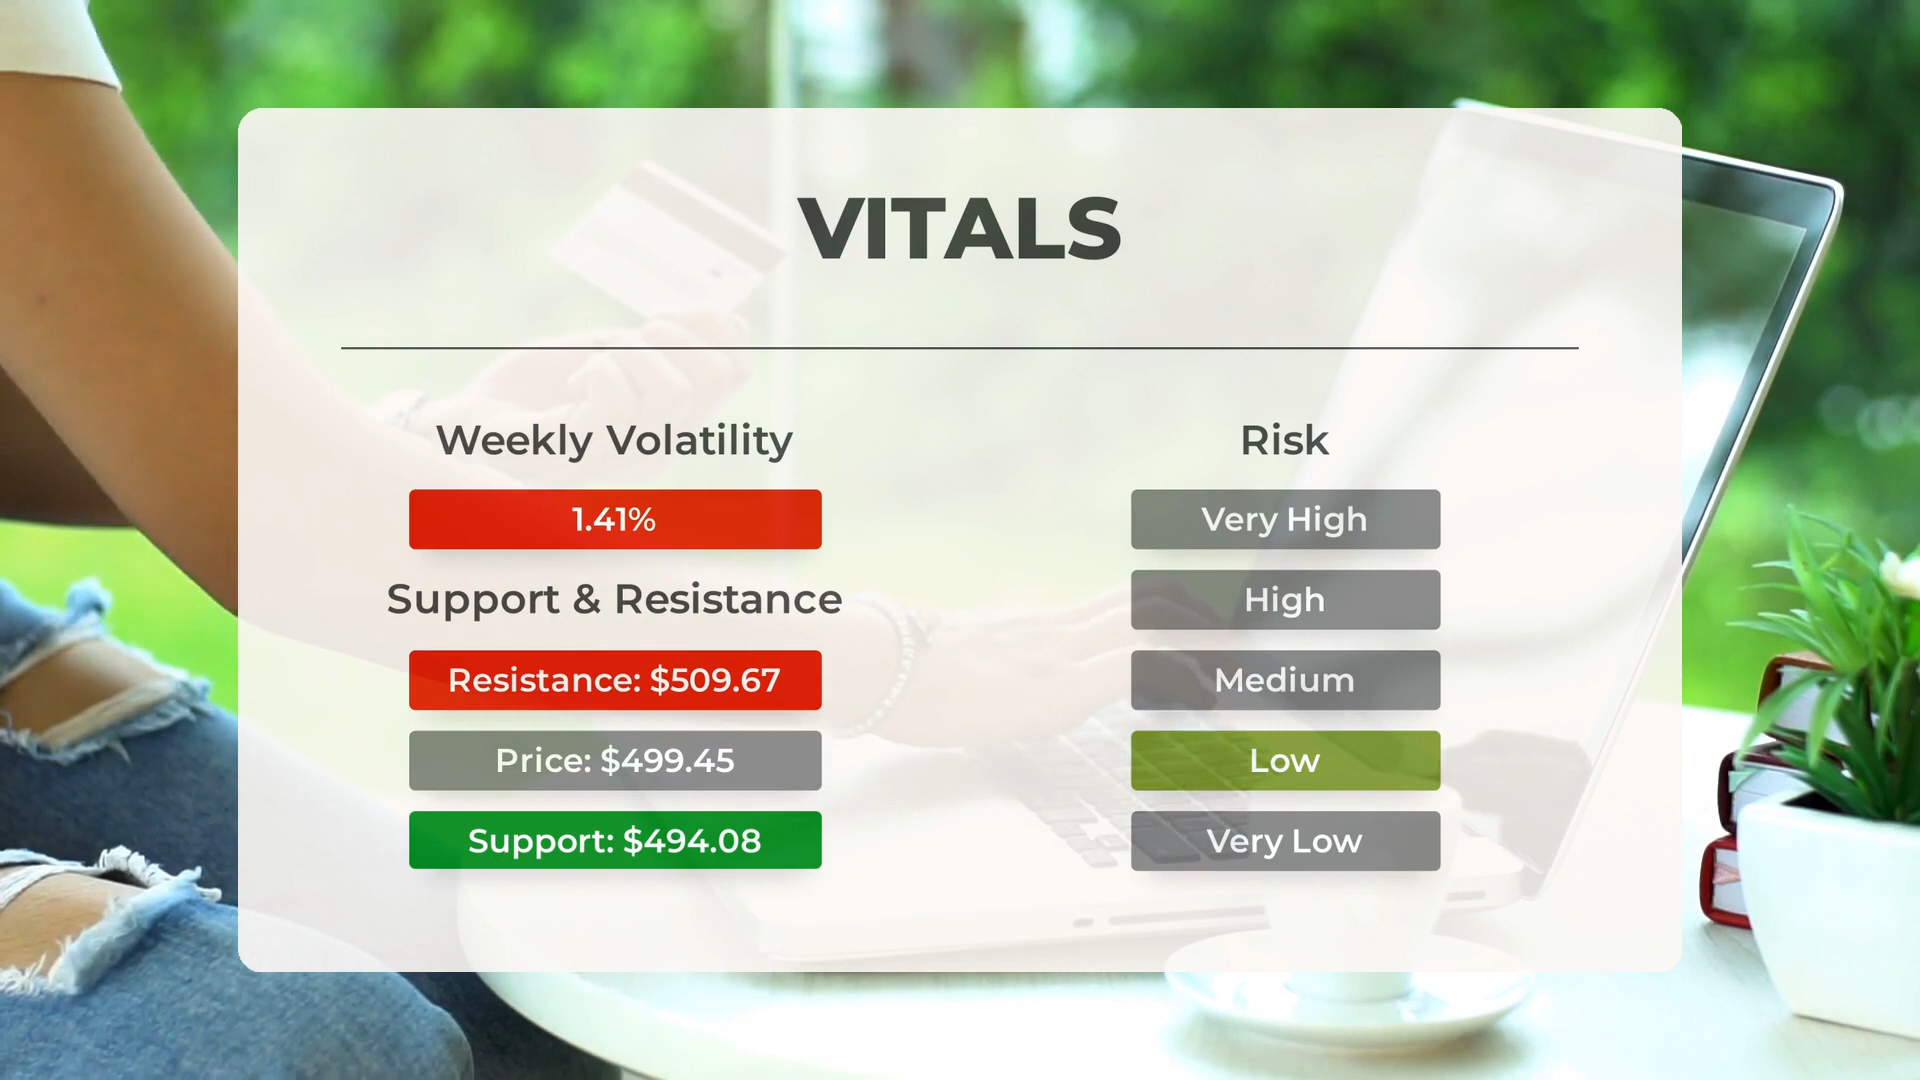 VITALS
Weekly Volatility
1.41%
Support & Resistance
Resistance: $509.67
Price: $499.45
Support: $494.08
Risk
Very High
High
Medium
Low
Very Low